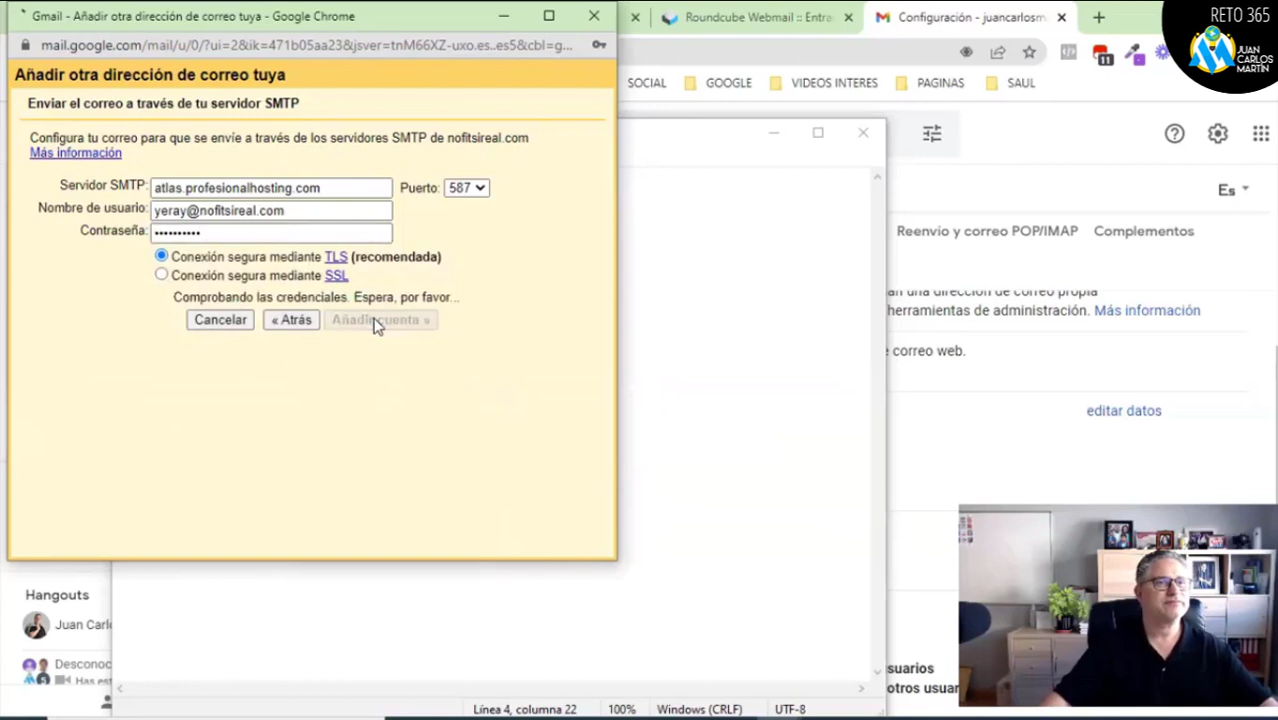 Gmail - Añadir otra dirección de correo tuya - Google Chrome
Roundcube Webmail :: Entra
Configuración - juancarlosm
RETO 365
JUAN
CARLOS
MARTÍN
mail.google.com/mail/u/0/?ui=2&ik=471b05aa23&jsver=tnM66XZ-uxo.es..es5&cbl=g...
11
SOCIAL
GOOGLE
VIDEOS INTERES
PAGINAS
SAUL
Añadir otra dirección de correo tuya
Enviar el correo a través de tu servidor SMTP
Configura tu correo para que se envíe a través de los servidores SMTP de nofitsireal.com
Más información
Servidor SMTP: atlas.profesionalhosting.com Puerto: 587
Nombre de usuario: yeray@nofitsireal.com
Contraseña: ••••••••••
Conexión segura mediante TLS (recomendada)
Conexión segura mediante SSL
Comprobando las credenciales. Espera, por favor...
Cancelar
« Atrás
Añadir cuenta »
Es
Reenvío y correo POP/IMAP
Complementos
an una dirección de correo propia
herramientas de administración. Más información
e correo web.
editar datos
Hangouts
Juan Carl
Desconoc
Has est
suarios
otros usuar
Línea 4, columna 22
100%
Windows (CRLF)
UTF-8